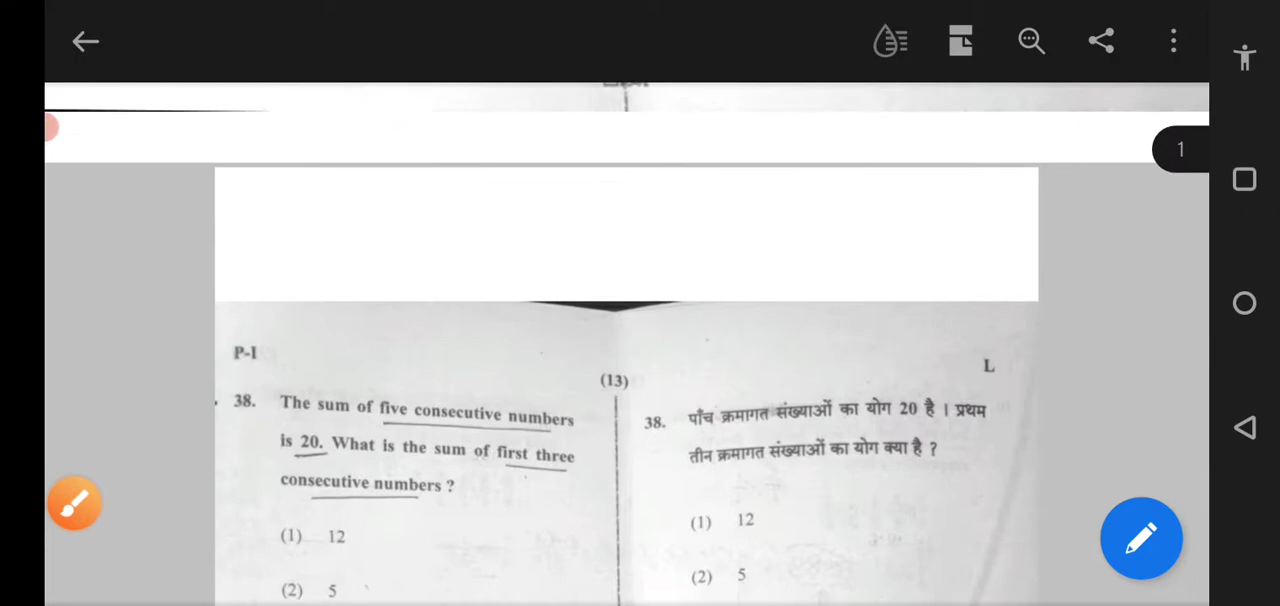 1
P-I
L
(13)
38. The sum of five consecutive numbers
is 20. What is the sum of first three
consecutive numbers ?
(1) 12
(2) 5
38. पाँच क्रमागत संख्याओं का योग 20 है । प्रथम
तीन क्रमागत संख्याओं का योग क्या है ?
(1) 12
(2) 5